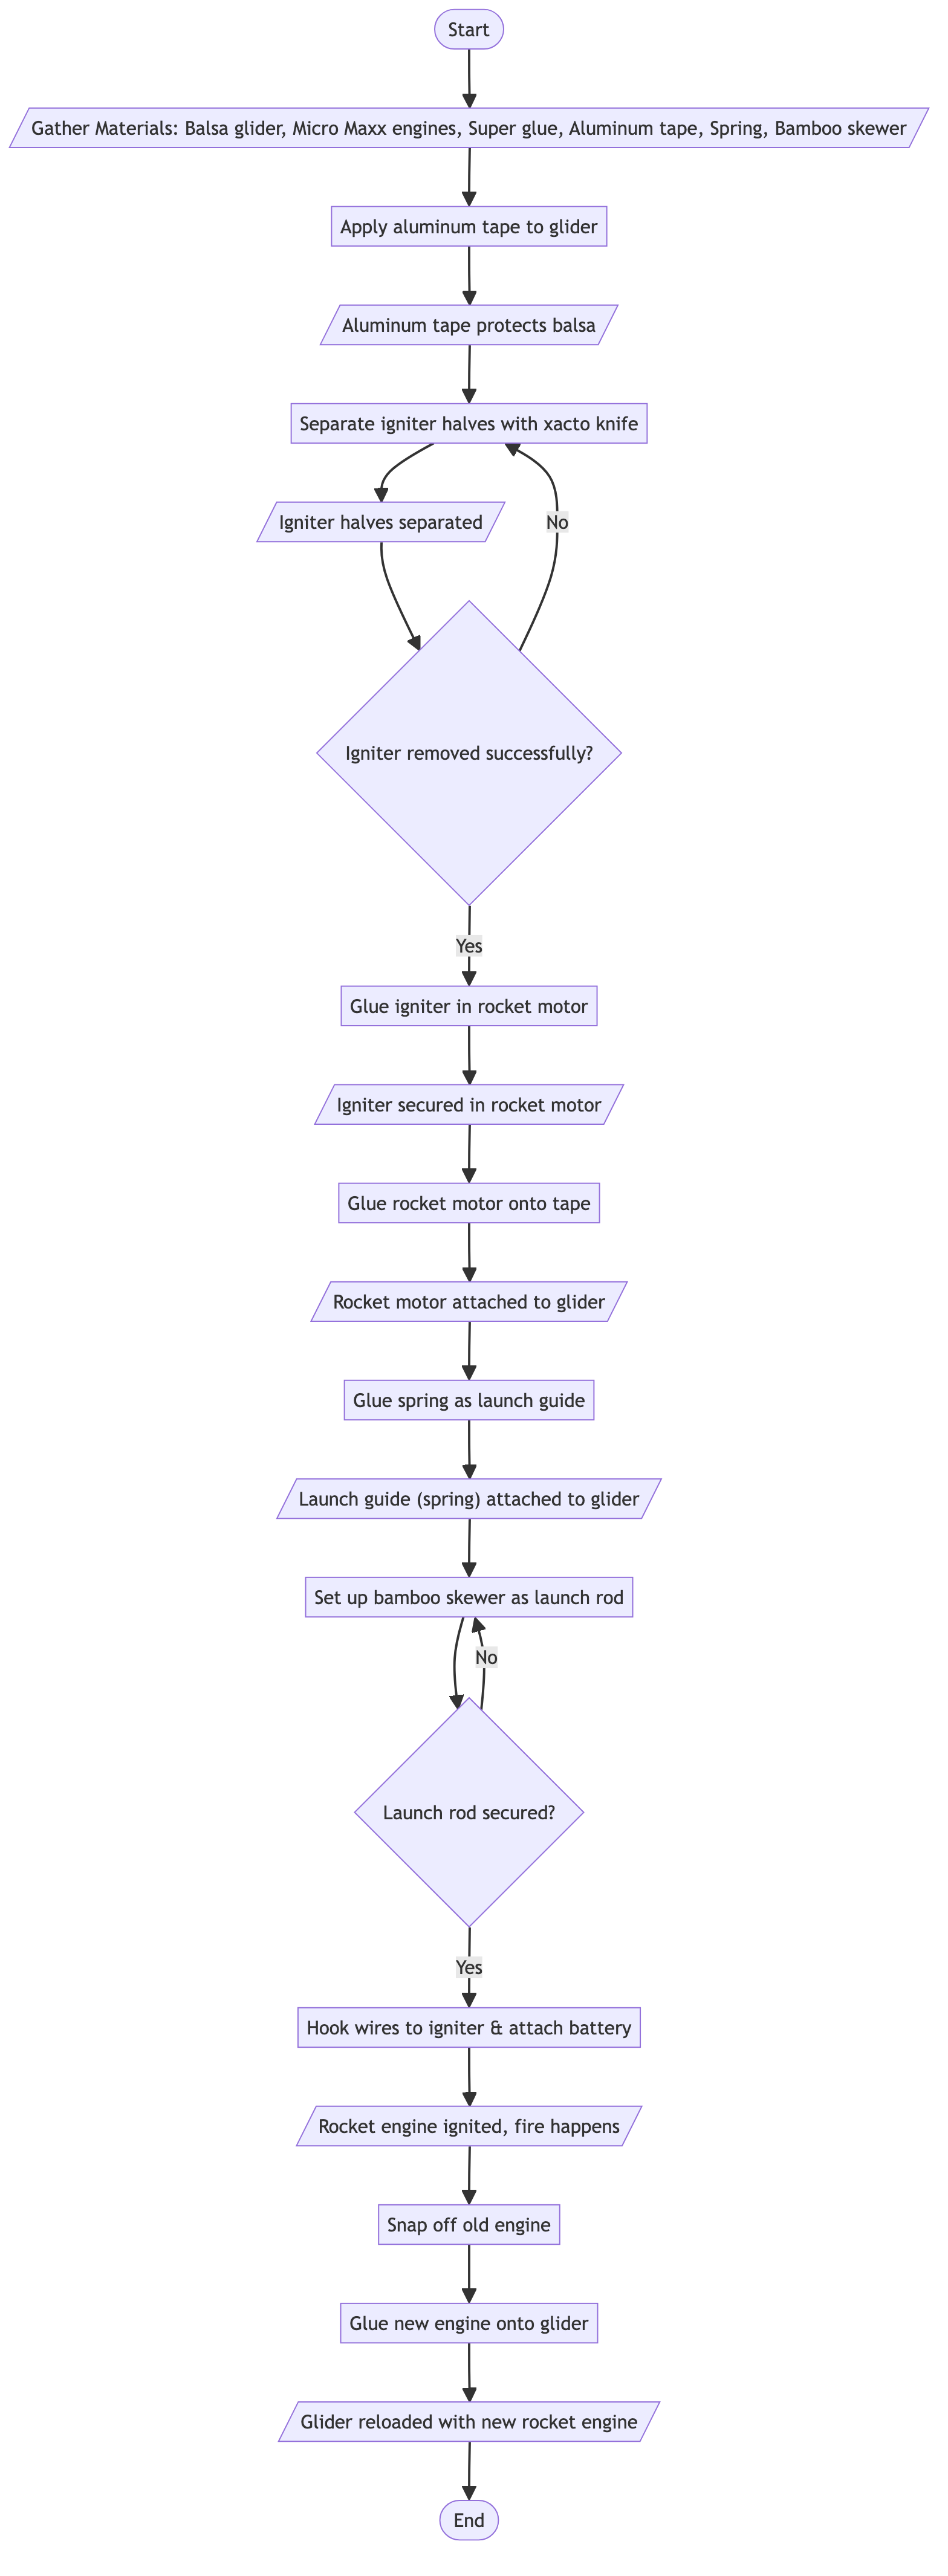 Start
Gather Materials: Balsa glider, Micro Maxx engines, Super glue, Aluminum tape, Spring, Bamboo skewer
Apply aluminum tape to glider
Aluminum tape protects balsa
Separate igniter halves with xacto knife
Igniter halves separated
No
Igniter removed successfully?
Yes
Glue igniter in rocket motor
Igniter secured in rocket motor
Glue rocket motor onto tape
Rocket motor attached to glider
Glue spring as launch guide
Launch guide (spring) attached to glider
Set up bamboo skewer as launch rod
No
Launch rod secured?
Yes
Hook wires to igniter & attach battery
Rocket engine ignited, fire happens
Snap off old engine
Glue new engine onto glider
Glider reloaded with new rocket engine
End